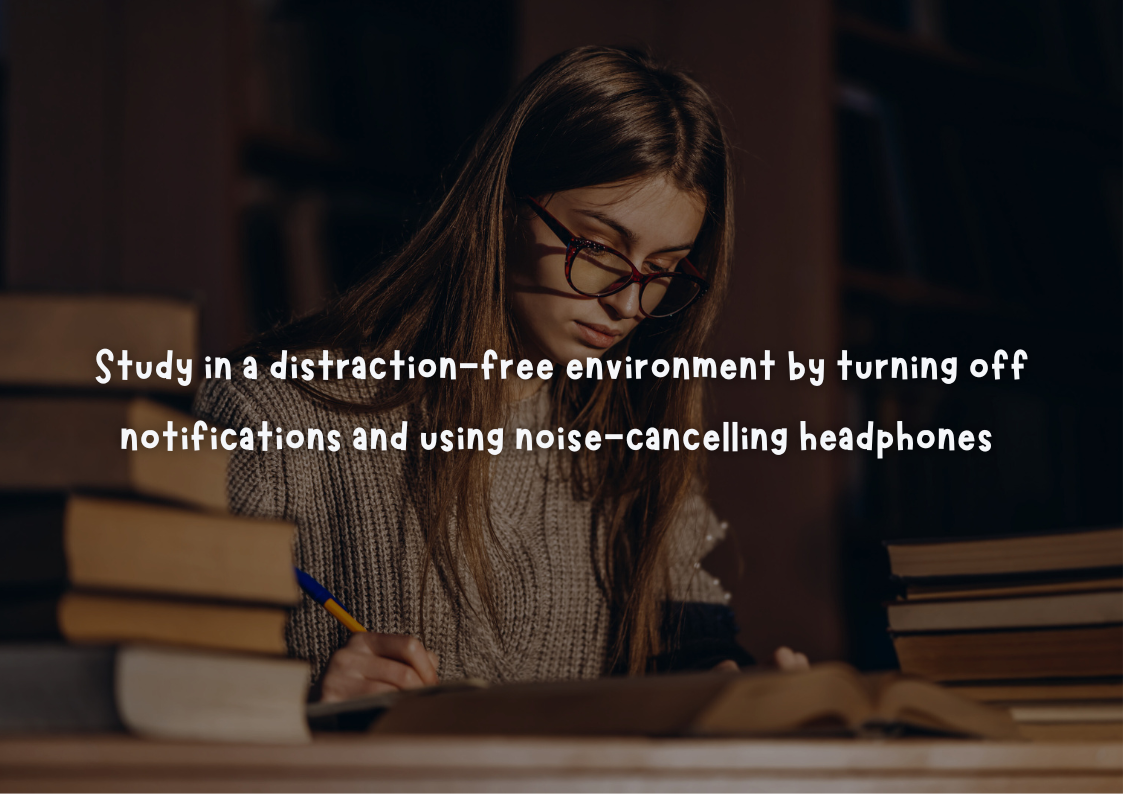 Study in a distraction-free environment by turning off
notifications and using noise-cancelling headphones